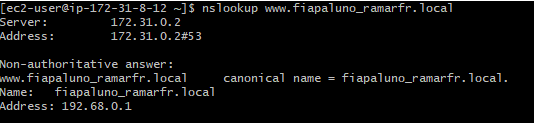 [ec2-user@ip-172-31-8-12 ~]$ nslookup www.fiapaluno_ramarfr.local
Server: 172.31.0.2
Address: 172.31.0.2#53
Non-authoritative answer:
www.fiapaluno_ramarfr.local canonical name = fiapaluno_ramarfr.local.
Name: fiapaluno_ramarfr.local
Address: 192.68.0.1